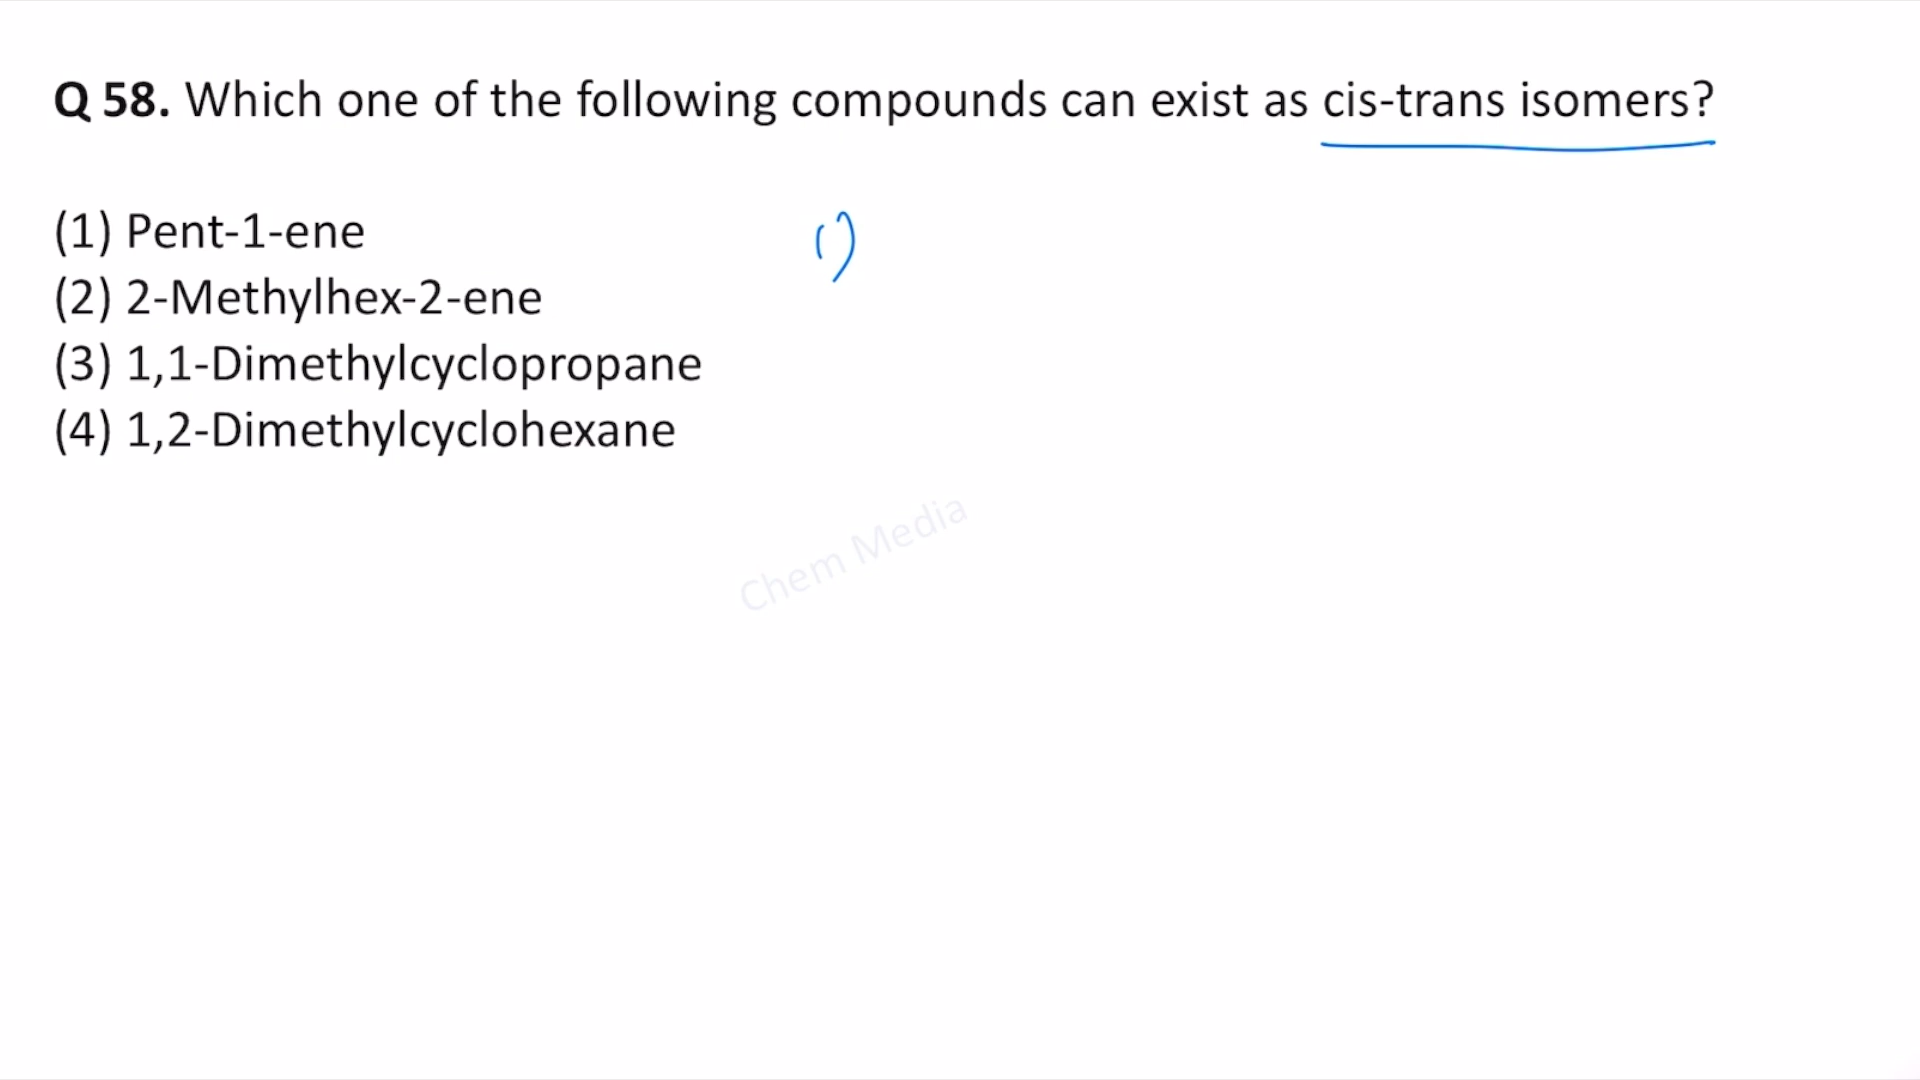 Q 58. Which one of the following compounds can exist as cis-trans isomers?
(1) Pent-1-ene
1)
(2) 2-Methylhex-2-ene
(3) 1,1-Dimethylcyclopropane
(4) 1,2-Dimethylcyclohexane
Chem Media